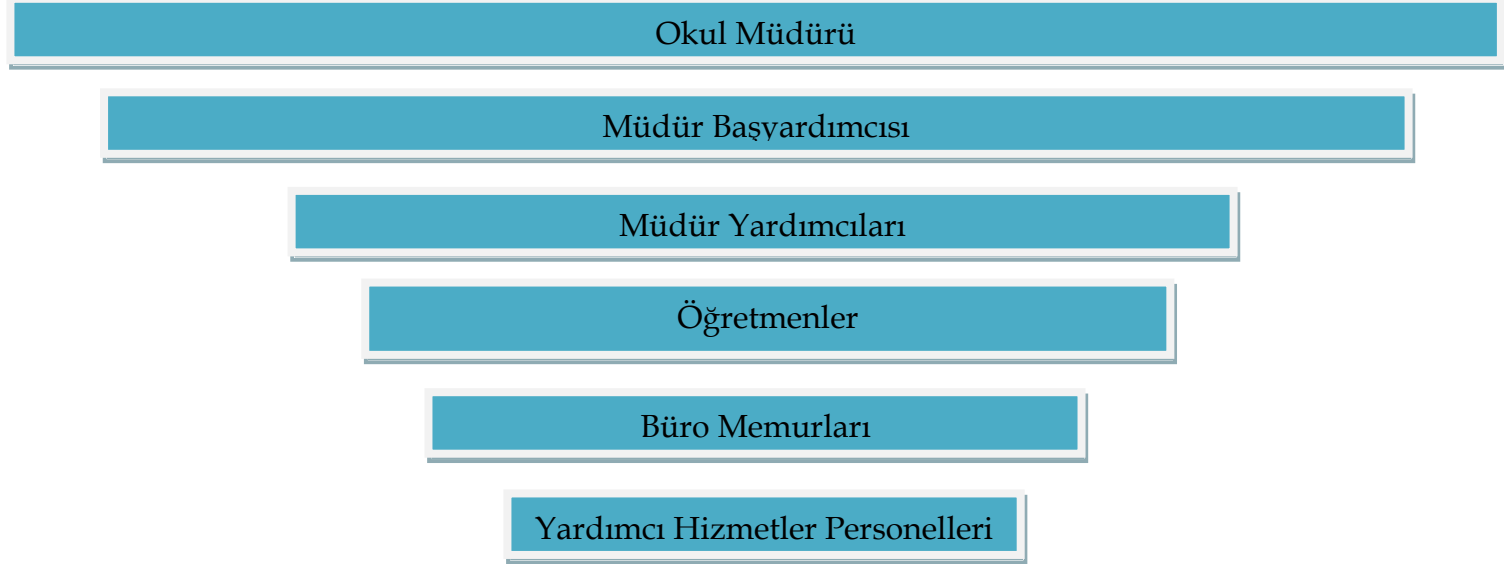 Okul Müdürü
Müdür Başyardımcısı
Müdür Yardımcıları
Öğretmenler
Büro Memurları
Yardımcı Hizmetler Personelleri